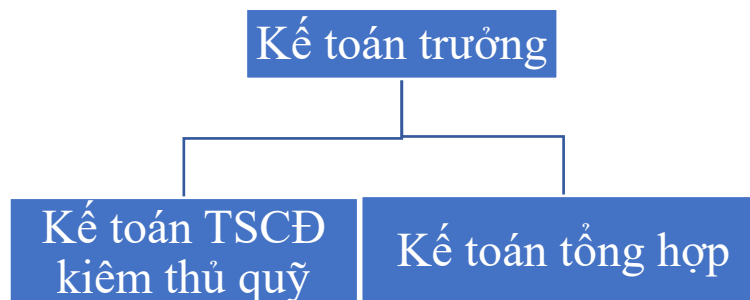 Kế toán trưởng
Kế toán TSCĐ
kiêm thủ quỹ
Kế toán tổng hợp